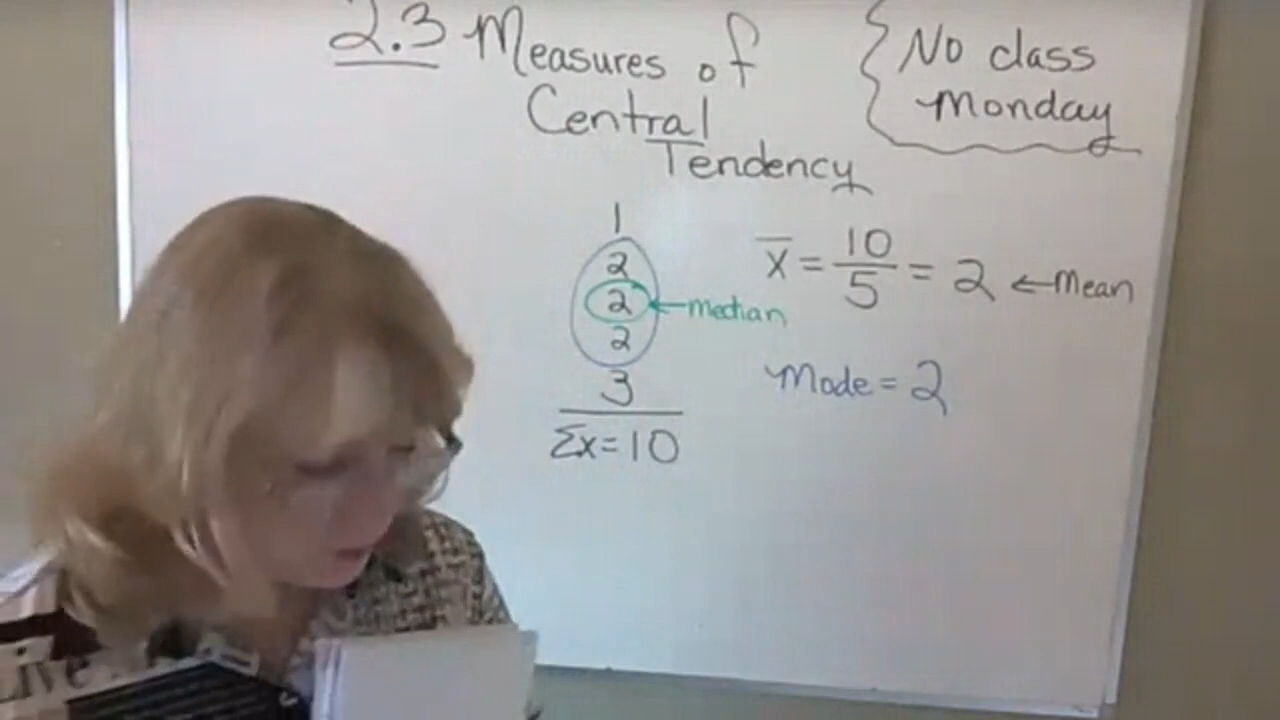 2.3 Measures of
Central
Tendency
No class
Monday
1
2
2 ← median
2
3
Σx = 10
x̄ = 10/5 = 2 ← Mean
Mode = 2
Live